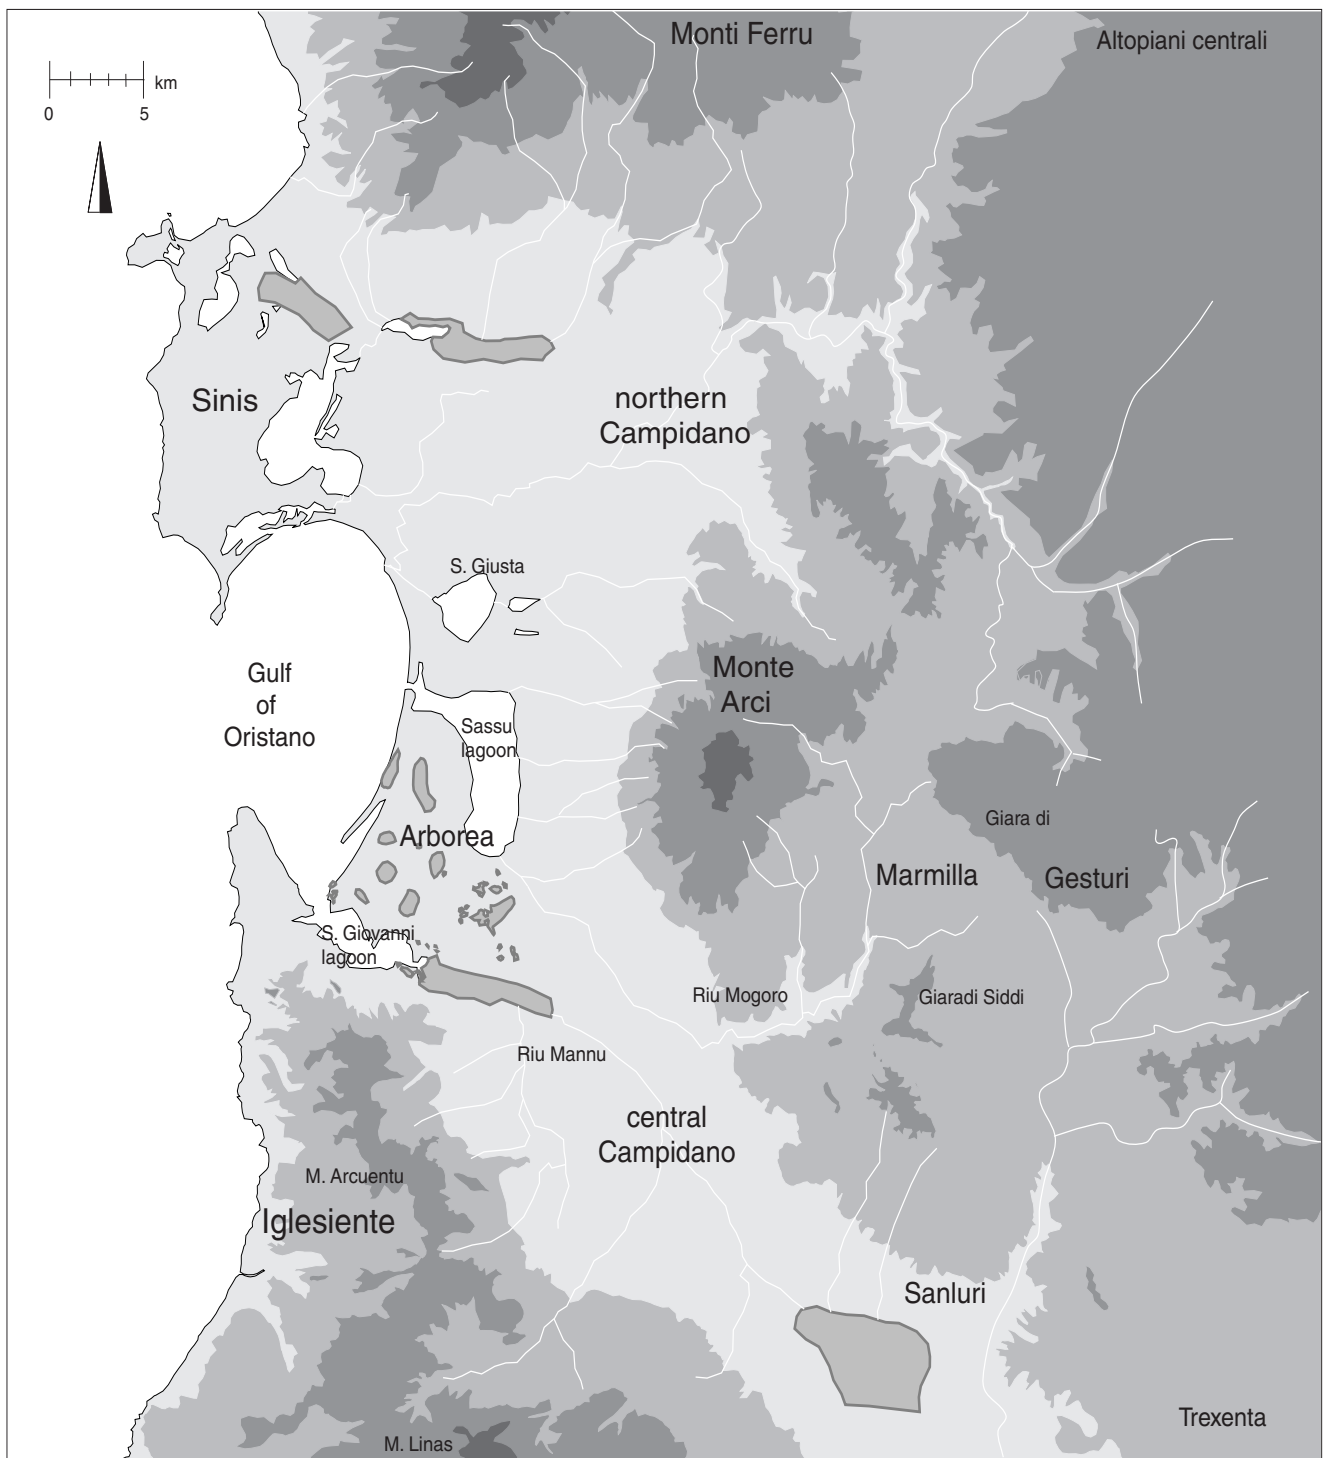 Monti Ferru
Altopiani centrali
km
0 5
Sinis
northern
Campidano
S. Giusta
Gulf
of
Oristano
Monte
Arci
Sassu
lagoon
Giara di
Arborea
Marmilla
Gesturi
S. Giovanni
lagoon
Riu Mogoro
Giaradi Siddi
Riu Mannu
central
Campidano
M. Arcuentu
Iglesiente
Sanluri
Trexenta
M. Linas